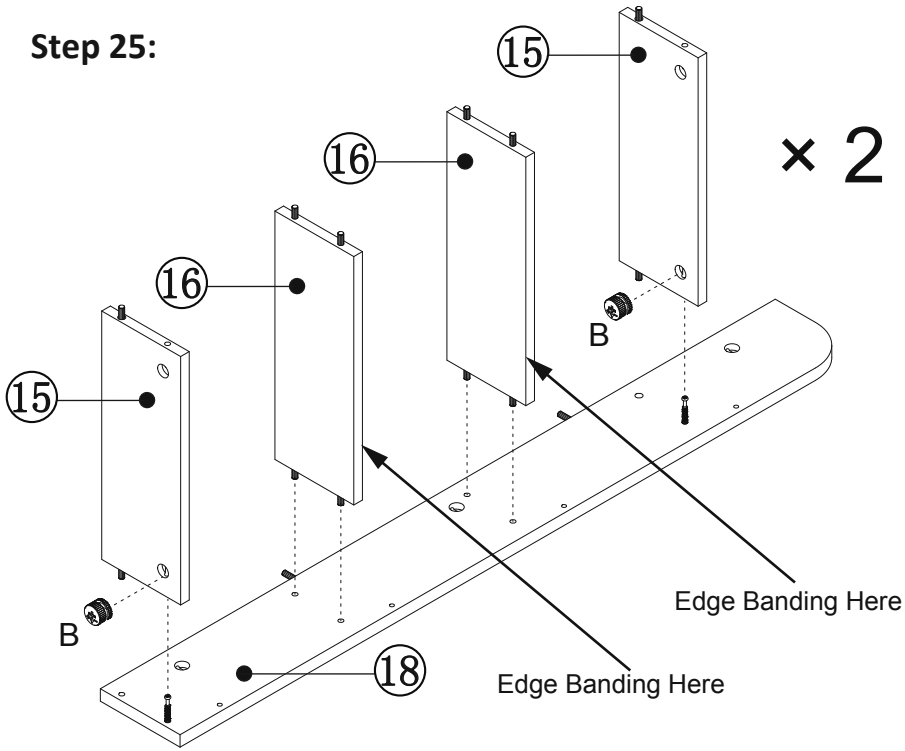 Step 25:
⑮
× 2
⑯
⑯
B
⑮
B
Edge Banding Here
⑱
Edge Banding Here